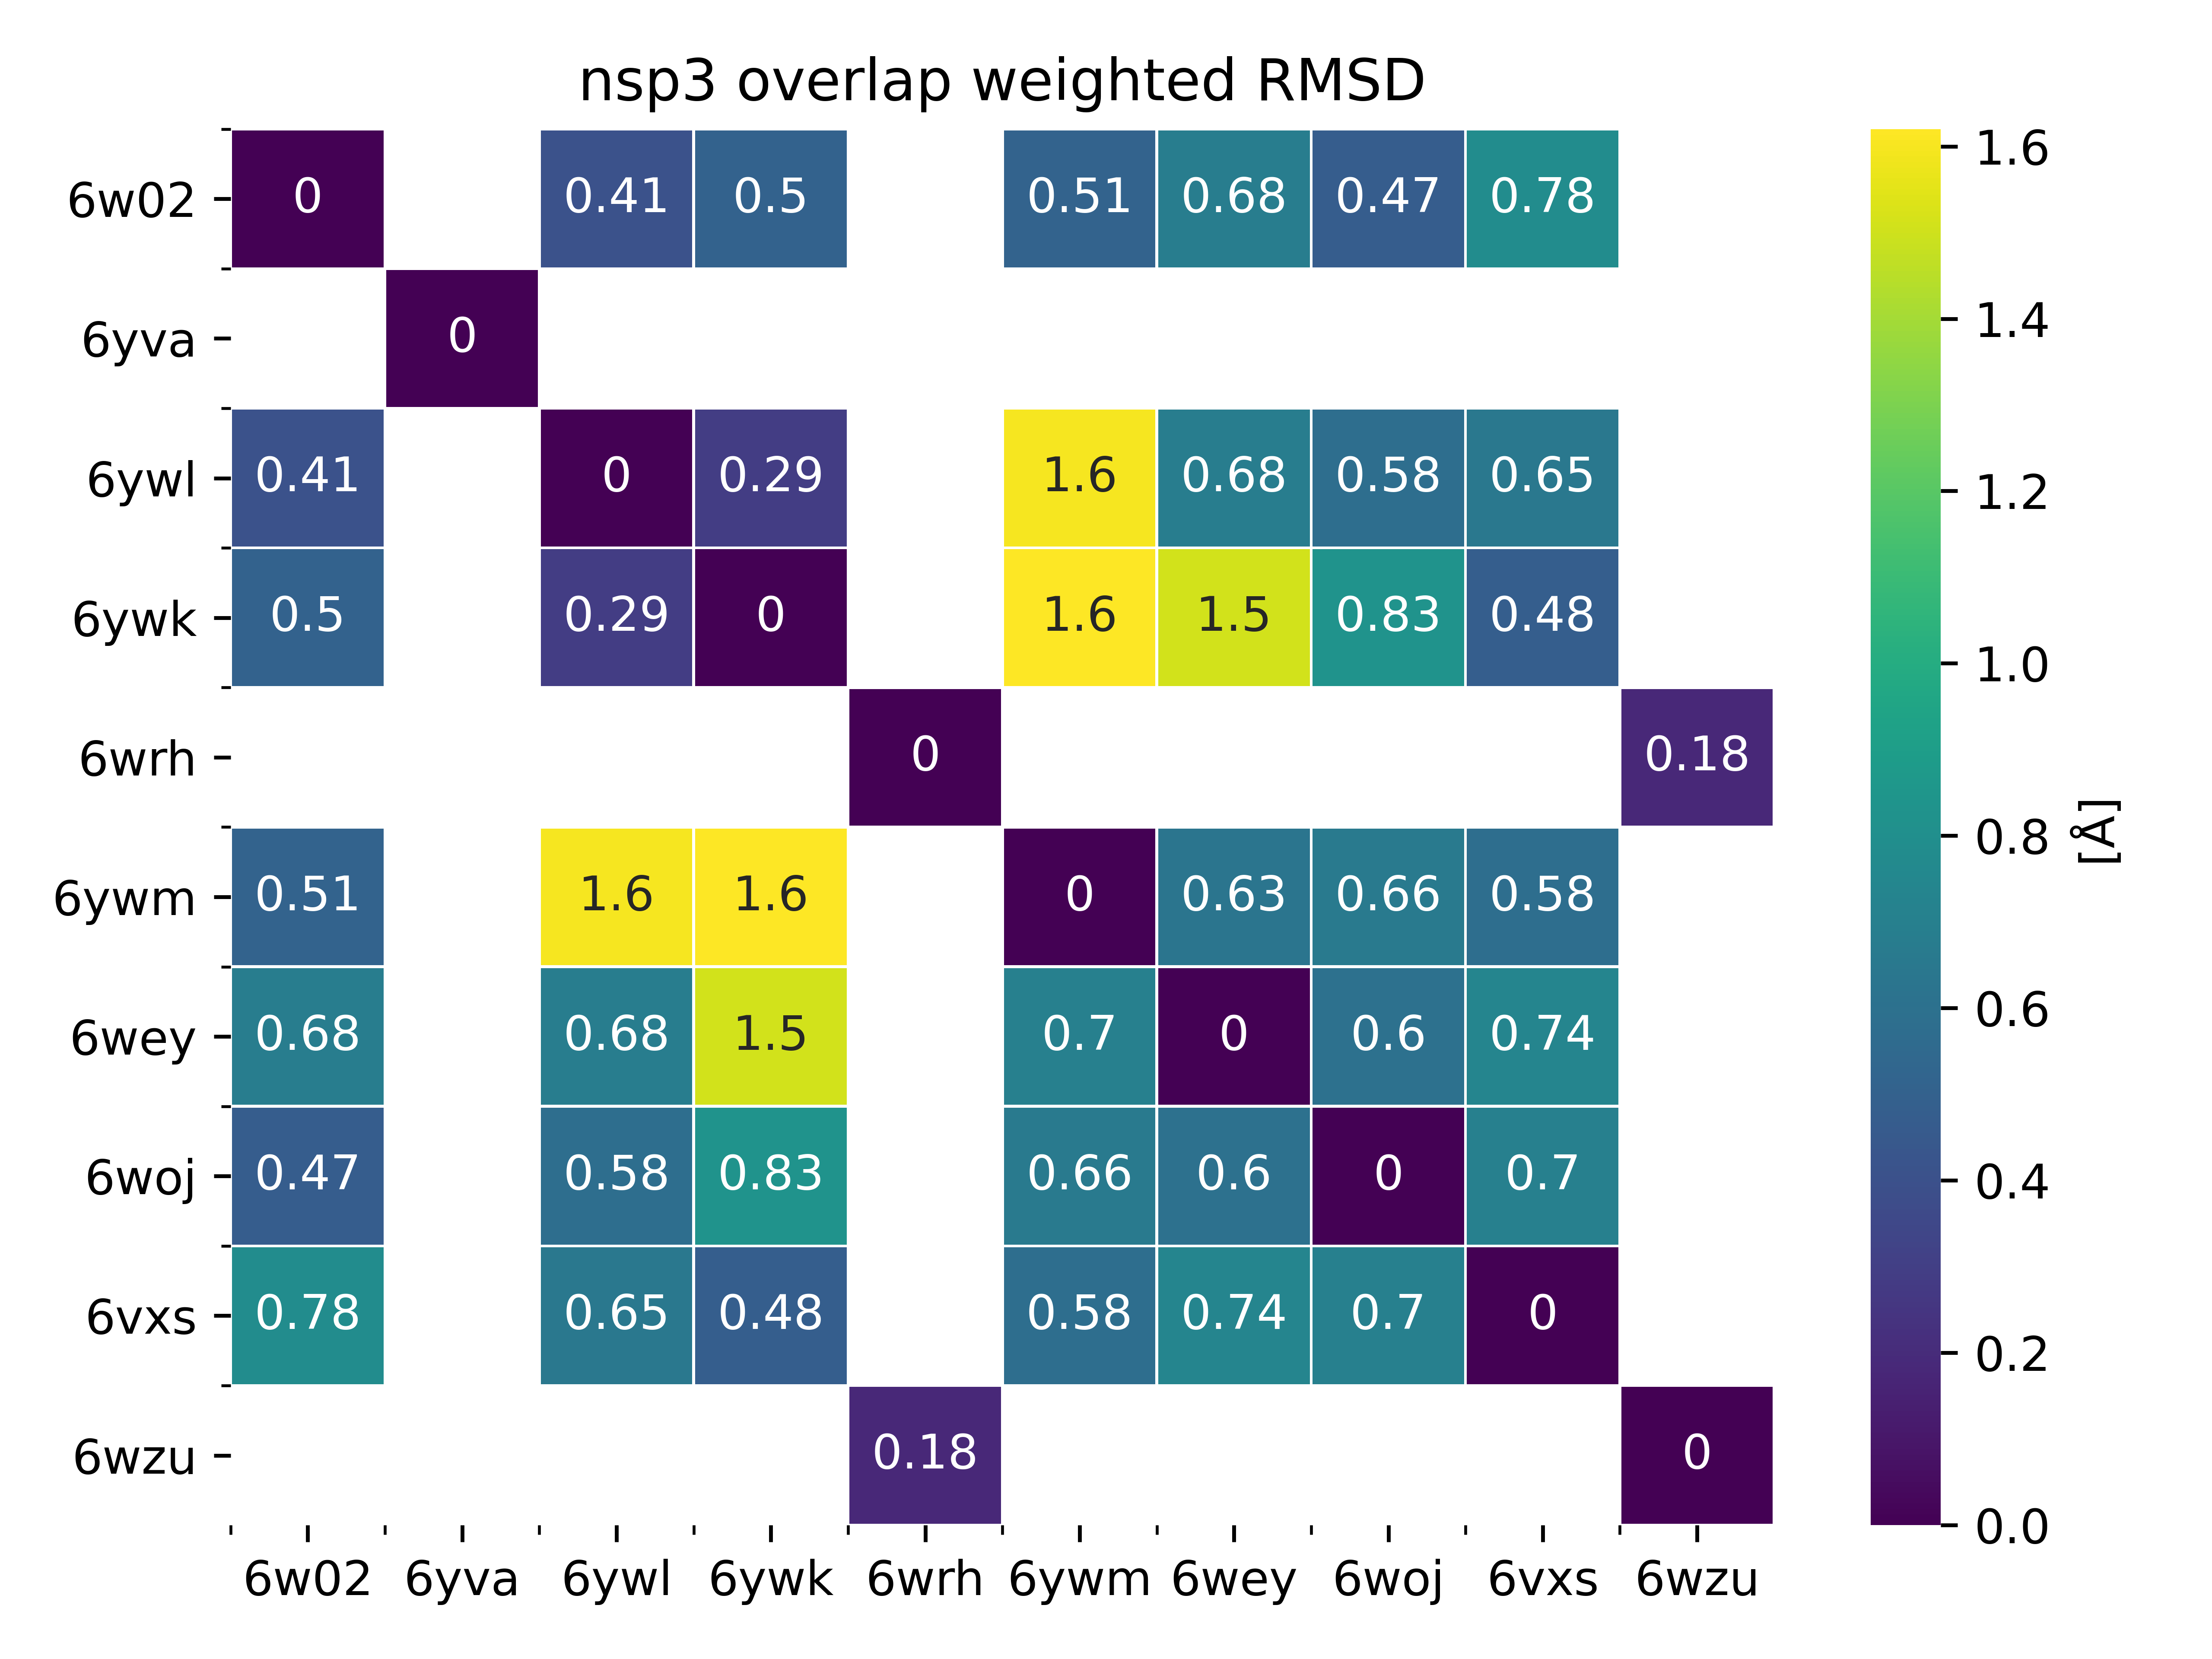 nsp3 overlap weighted RMSD
6w02 0 0.41 0.5 0.51 0.68 0.47 0.78
6yva 0
6ywl 0.41 0 0.29 1.6 0.68 0.58 0.65
6ywk 0.5 0.29 0 1.6 1.5 0.83 0.48
6wrh 0 0.18
6ywm 0.51 1.6 1.6 0 0.63 0.66 0.58
6wey 0.68 0.68 1.5 0.7 0 0.6 0.74
6woj 0.47 0.58 0.83 0.66 0.6 0 0.7
6vxs 0.78 0.65 0.48 0.58 0.74 0.7 0
6wzu 0.18 0
6w02 6yva 6ywl 6ywk 6wrh 6ywm 6wey 6woj 6vxs 6wzu
1.6
1.4
1.2
1.0
0.8
0.6
0.4
0.2
0.0
[Å]